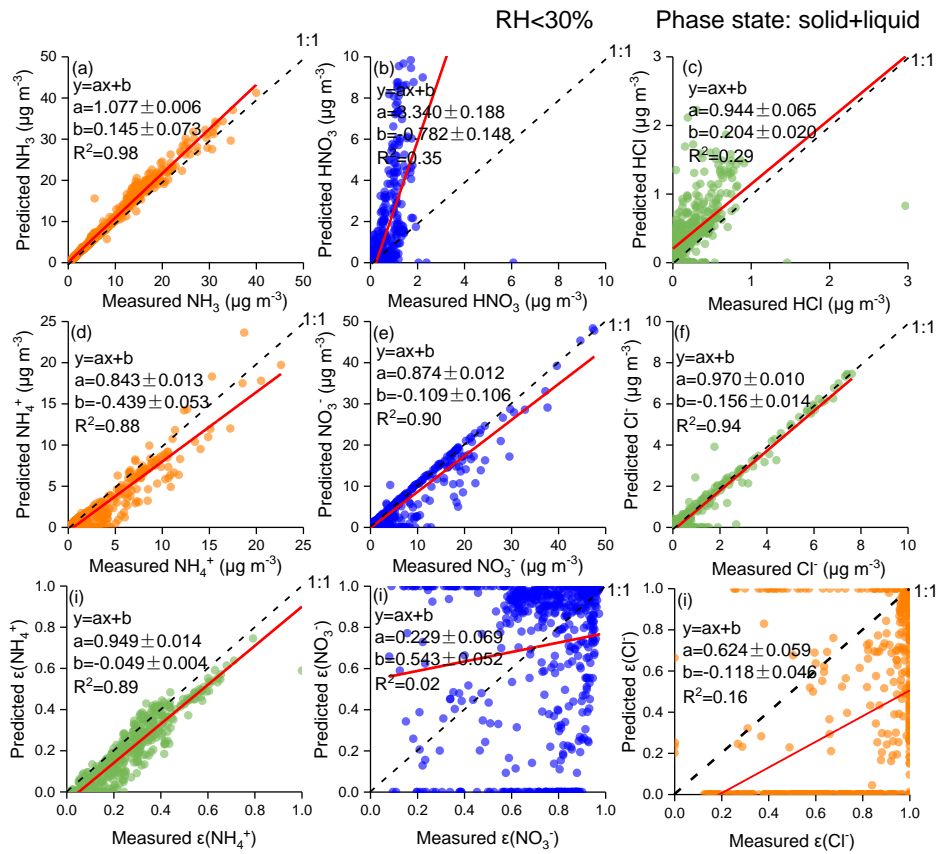 RH<30% Phase state: solid+liquid
(a)
1:1
y=ax+b
a=1.077±0.006
b=0.145±0.073
R²=0.98
Predicted NH₃ (μg m⁻³)
50
40
30
20
10
0
0 10 20 30 40 50
Measured NH₃ (μg m⁻³)
(b)
1:1
y=ax+b
a=3.340±0.188
b=-0.782±0.148
R²=0.35
Predicted HNO₃ (μg m⁻³)
10
8
6
4
2
0
0 2 4 6 8 10
Measured HNO₃ (μg m⁻³)
(c)
1:1
y=ax+b
a=0.944±0.065
b=0.204±0.020
R²=0.29
Predicted HCl (μg m⁻³)
3
2
1
0
0 1 2 3
Measured HCl (μg m⁻³)
(d)
1:1
y=ax+b
a=0.843±0.013
b=-0.439±0.053
R²=0.88
Predicted NH₄⁺ (μg m⁻³)
25
20
15
10
5
0
0 5 10 15 20 25
Measured NH₄⁺ (μg m⁻³)
(e)
1:1
y=ax+b
a=0.874±0.012
b=-0.109±0.106
R²=0.90
Predicted NO₃⁻ (μg m⁻³)
50
40
30
20
10
0
0 10 20 30 40 50
Measured NO₃⁻ (μg m⁻³)
(f)
1:1
y=ax+b
a=0.970±0.010
b=-0.156±0.014
R²=0.94
Predicted Cl⁻ (μg m⁻³)
10
8
6
4
2
0
0 2 4 6 8 10
Measured Cl⁻ (μg m⁻³)
(i)
1:1
y=ax+b
a=0.949±0.014
b=-0.049±0.004
R²=0.89
Predicted ε(NH₄⁺)
1.0
0.8
0.6
0.4
0.2
0.0
0.0 0.2 0.4 0.6 0.8 1.0
Measured ε(NH₄⁺)
(i)
1:1
y=ax+b
a=0.229±0.069
b=0.543±0.052
R²=0.02
Predicted ε(NO₃⁻)
1.0
0.8
0.6
0.4
0.2
0.0
0.0 0.2 0.4 0.6 0.8 1.0
Measured ε(NO₃⁻)
(i)
1:1
y=ax+b
a=0.624±0.059
b=-0.118±0.046
R²=0.16
Predicted ε(Cl⁻)
1.0
0.8
0.6
0.4
0.2
0.0
0.0 0.2 0.4 0.6 0.8 1.0
Measured ε(Cl⁻)